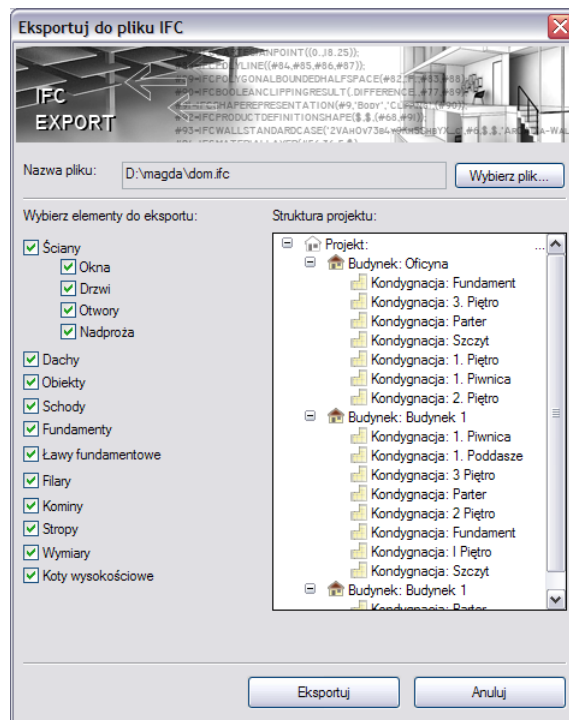 Eksportuj do pliku IFC
IFC
EXPORT
Nazwa pliku:
D:\magda\dom.ifc
Wybierz plik...
Wybierz elementy do eksportu:
Ściany
Okna
Drzwi
Otwory
Nadproża
Dachy
Obiekty
Schody
Fundamenty
Ławy fundamentowe
Filary
Kominy
Stropy
Wymiary
Koty wysokościowe
Struktura projektu:
Projekt: ...
Budynek: Oficyna
Kondygnacja: Fundament
Kondygnacja: 3. Piętro
Kondygnacja: Parter
Kondygnacja: Szczyt
Kondygnacja: 1. Piętro
Kondygnacja: 1. Piwnica
Kondygnacja: 2. Piętro
Budynek: Budynek 1
Kondygnacja: 1. Piwnica
Kondygnacja: 1. Poddasze
Kondygnacja: 3 Piętro
Kondygnacja: Parter
Kondygnacja: 2 Piętro
Kondygnacja: Fundament
Kondygnacja: I Piętro
Kondygnacja: Szczyt
Budynek: Budynek 1
Kondygnacja: Parter
Eksportuj
Anuluj